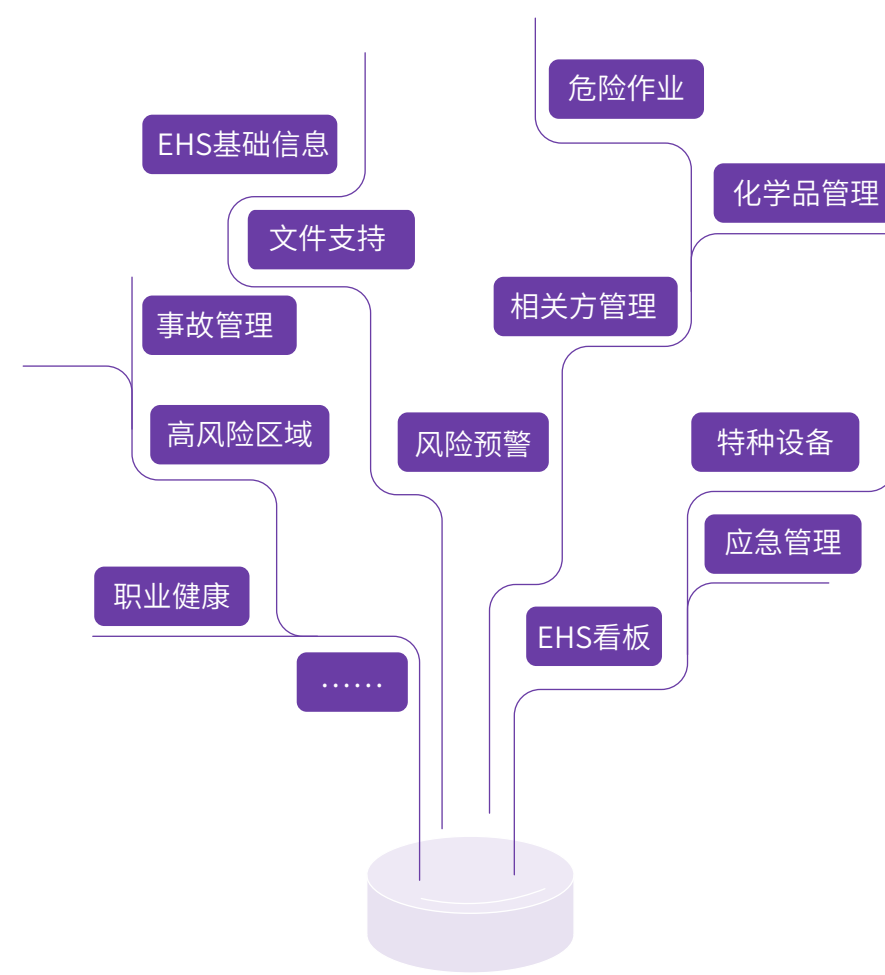 危险作业
EHS基础信息
化学品管理
文件支持
相关方管理
事故管理
高风险区域
风险预警
特种设备
应急管理
职业健康
EHS看板
……